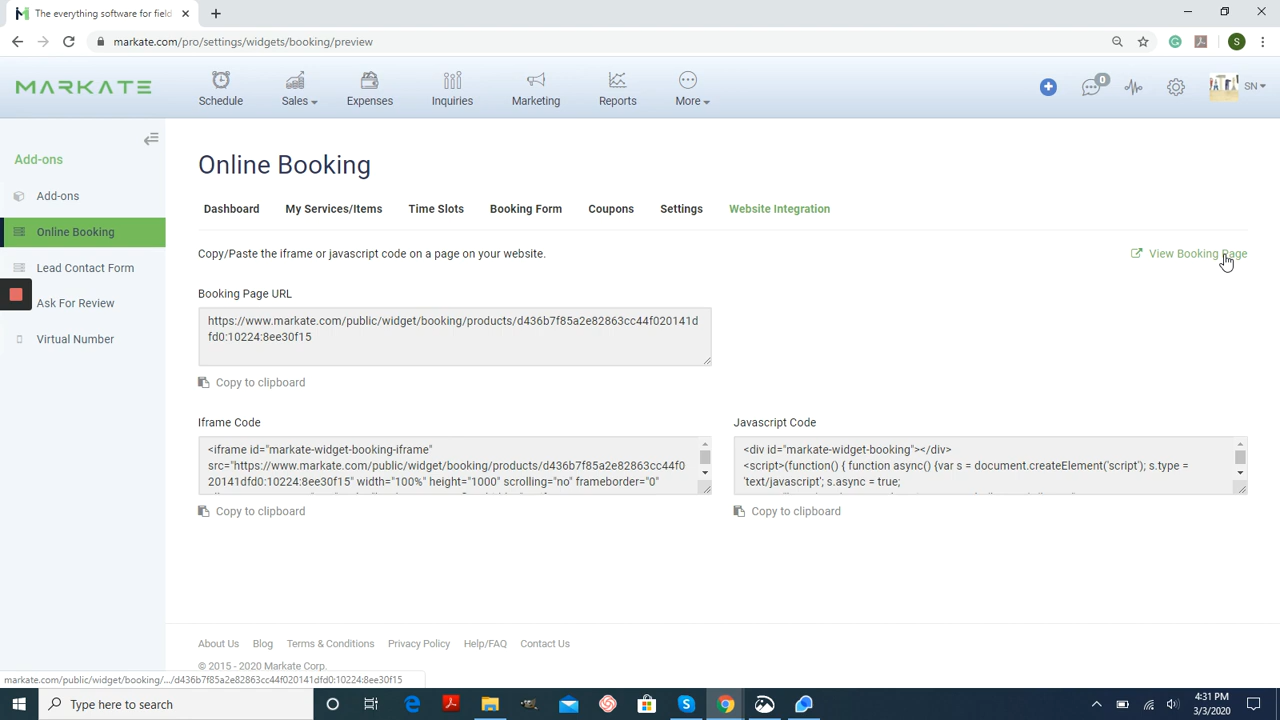 The everything software for field
markate.com/pro/settings/widgets/booking/preview
S
MARKATE
Schedule
Sales
Expenses
Inquiries
Marketing
Reports
More
0
SN
Add-ons
Add-ons
Online Booking
Lead Contact Form
Ask For Review
Virtual Number
Online Booking
Dashboard
My Services/Items
Time Slots
Booking Form
Coupons
Settings
Website Integration
Copy/Paste the iframe or javascript code on a page on your website.
View Booking Page
Booking Page URL
https://www.markate.com/public/widget/booking/products/d436b7f85a2e82863cc44f020141d
fd0:10224:8ee30f15
Copy to clipboard
Iframe Code
<iframe id="markate-widget-booking-iframe"
src="https://www.markate.com/public/widget/booking/products/d436b7f85a2e82863cc44f0
20141dfd0:10224:8ee30f15" width="100%" height="1000" scrolling="no" frameborder="0"
Copy to clipboard
Javascript Code
<div id="markate-widget-booking"></div>
<script>(function() { function async() {var s = document.createElement('script'); s.type =
'text/javascript'; s.async = true;
Copy to clipboard
About Us
Blog
Terms & Conditions
Privacy Policy
Help/FAQ
Contact Us
© 2015 - 2020 Markate Corp.
markate.com/public/widget/booking/.../d436b7f85a2e82863cc44f020141dfd0:10224:8ee30f15
Type here to search
4:31 PM
3/3/2020